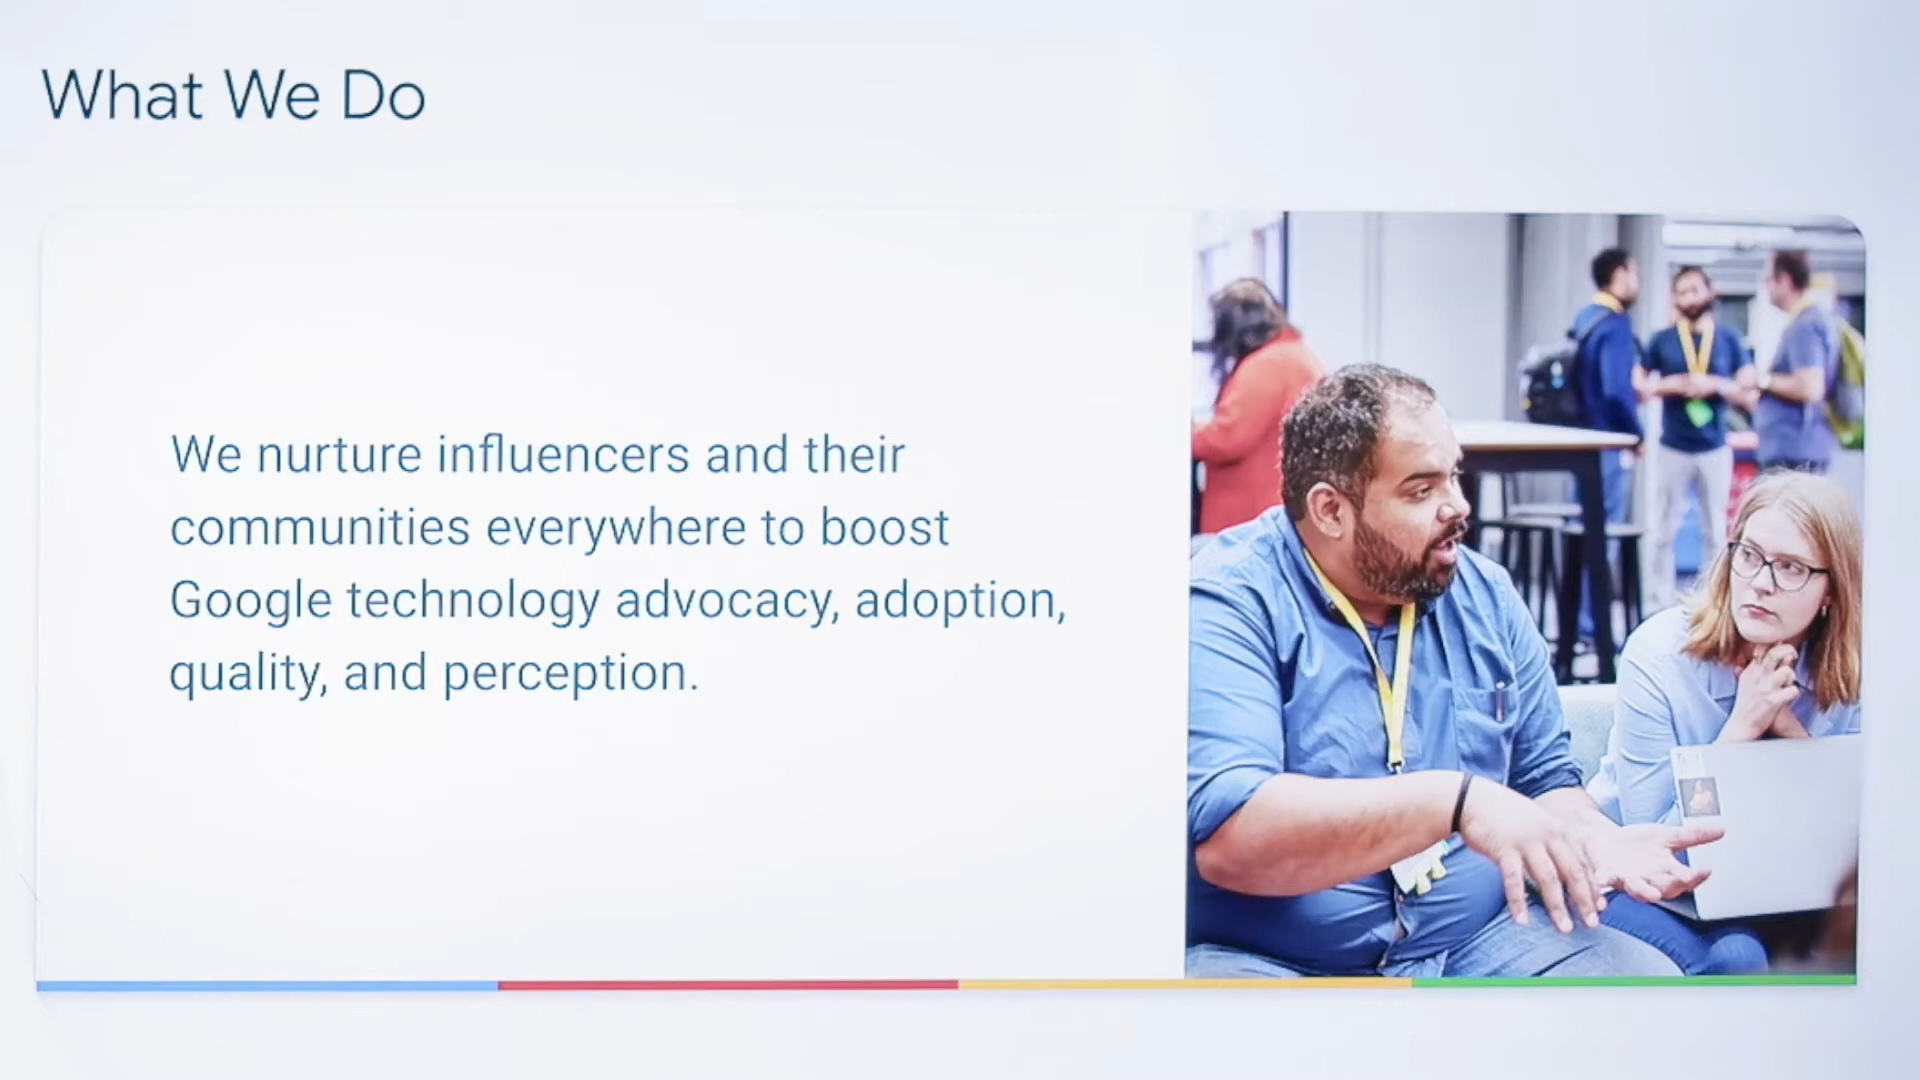 What We Do
We nurture influencers and their
communities everywhere to boost
Google technology advocacy, adoption,
quality, and perception.